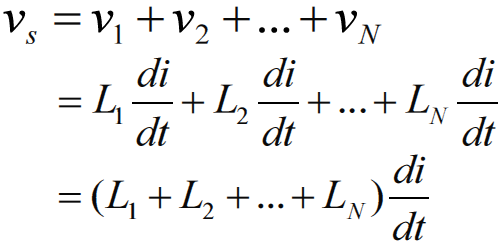 v_s = v_1 + v_2 + ... + v_N
= L_1 di/dt + L_2 di/dt + ... + L_N di/dt
= (L_1 + L_2 + ... + L_N) di/dt